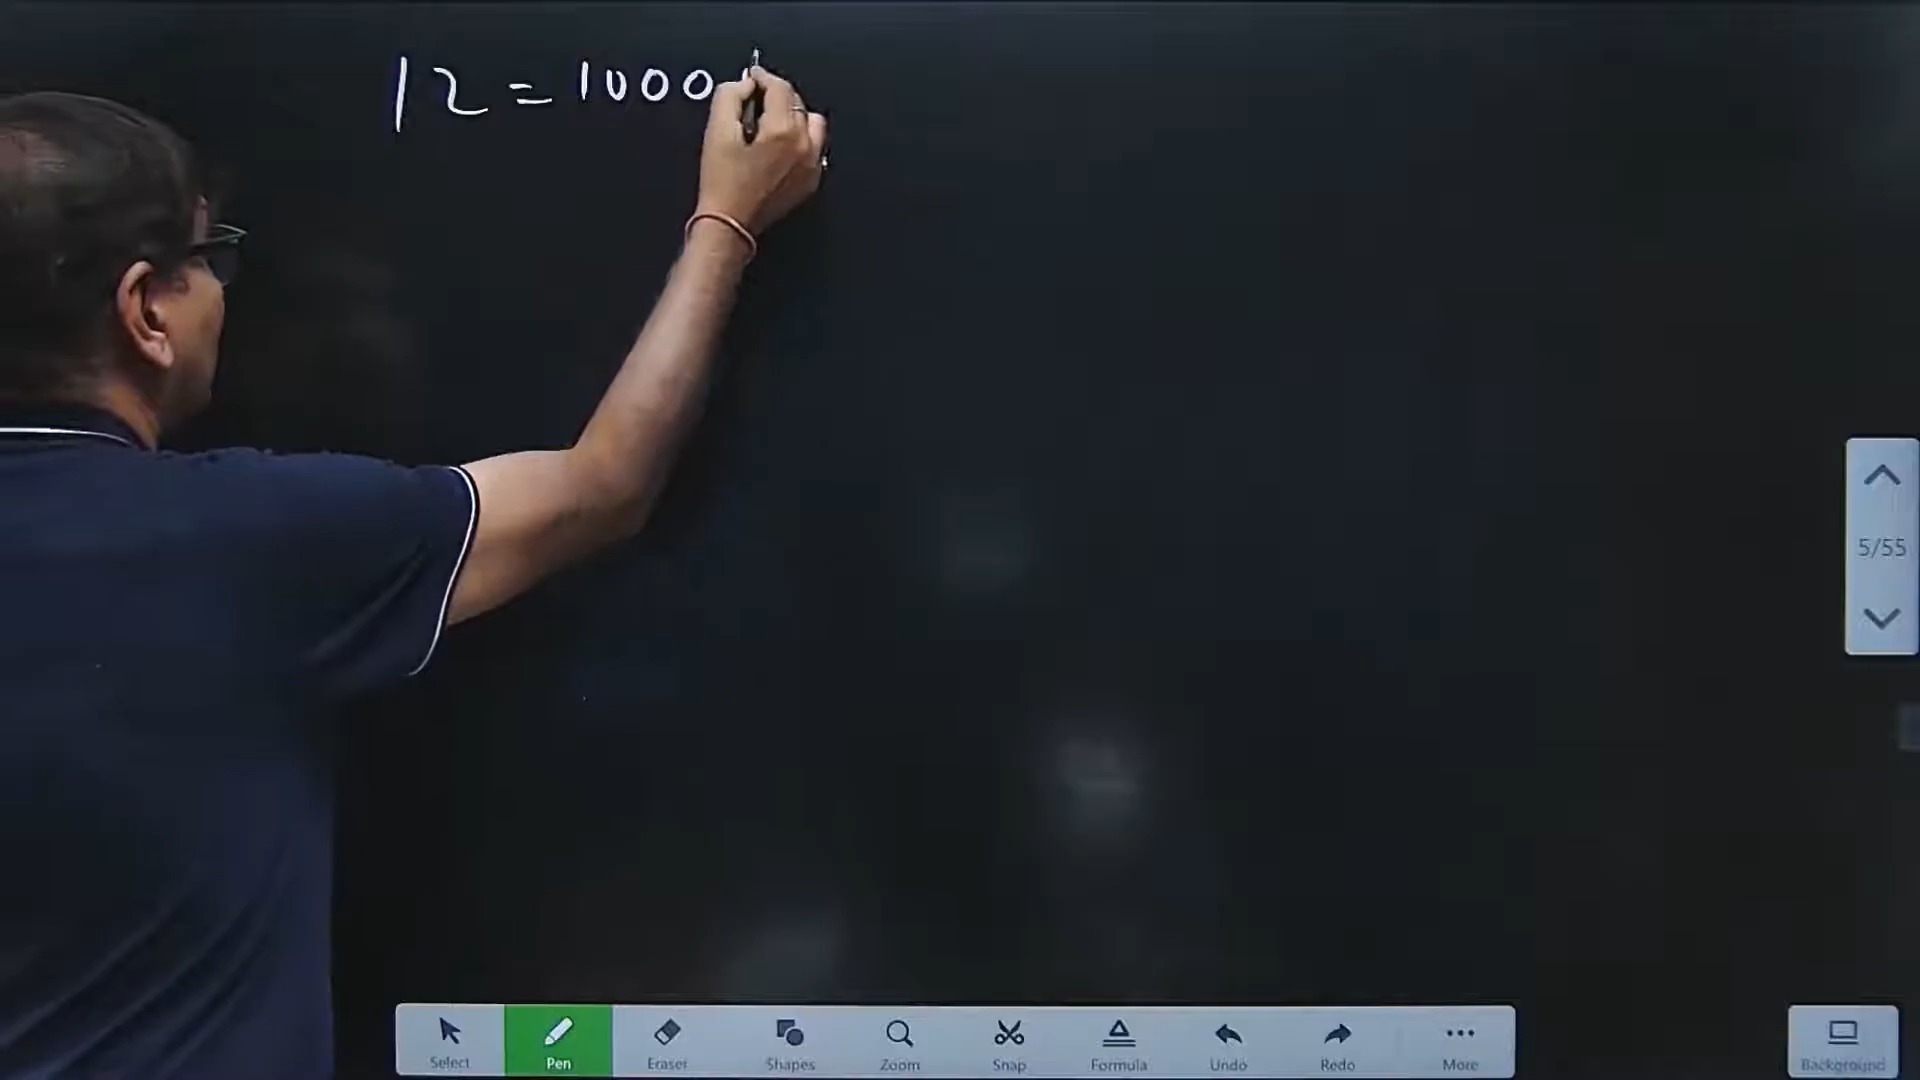 12 = 1000
5/55
Select
Pen
Eraser
Shapes
Zoom
Snap
Formula
Undo
Redo
More
Background